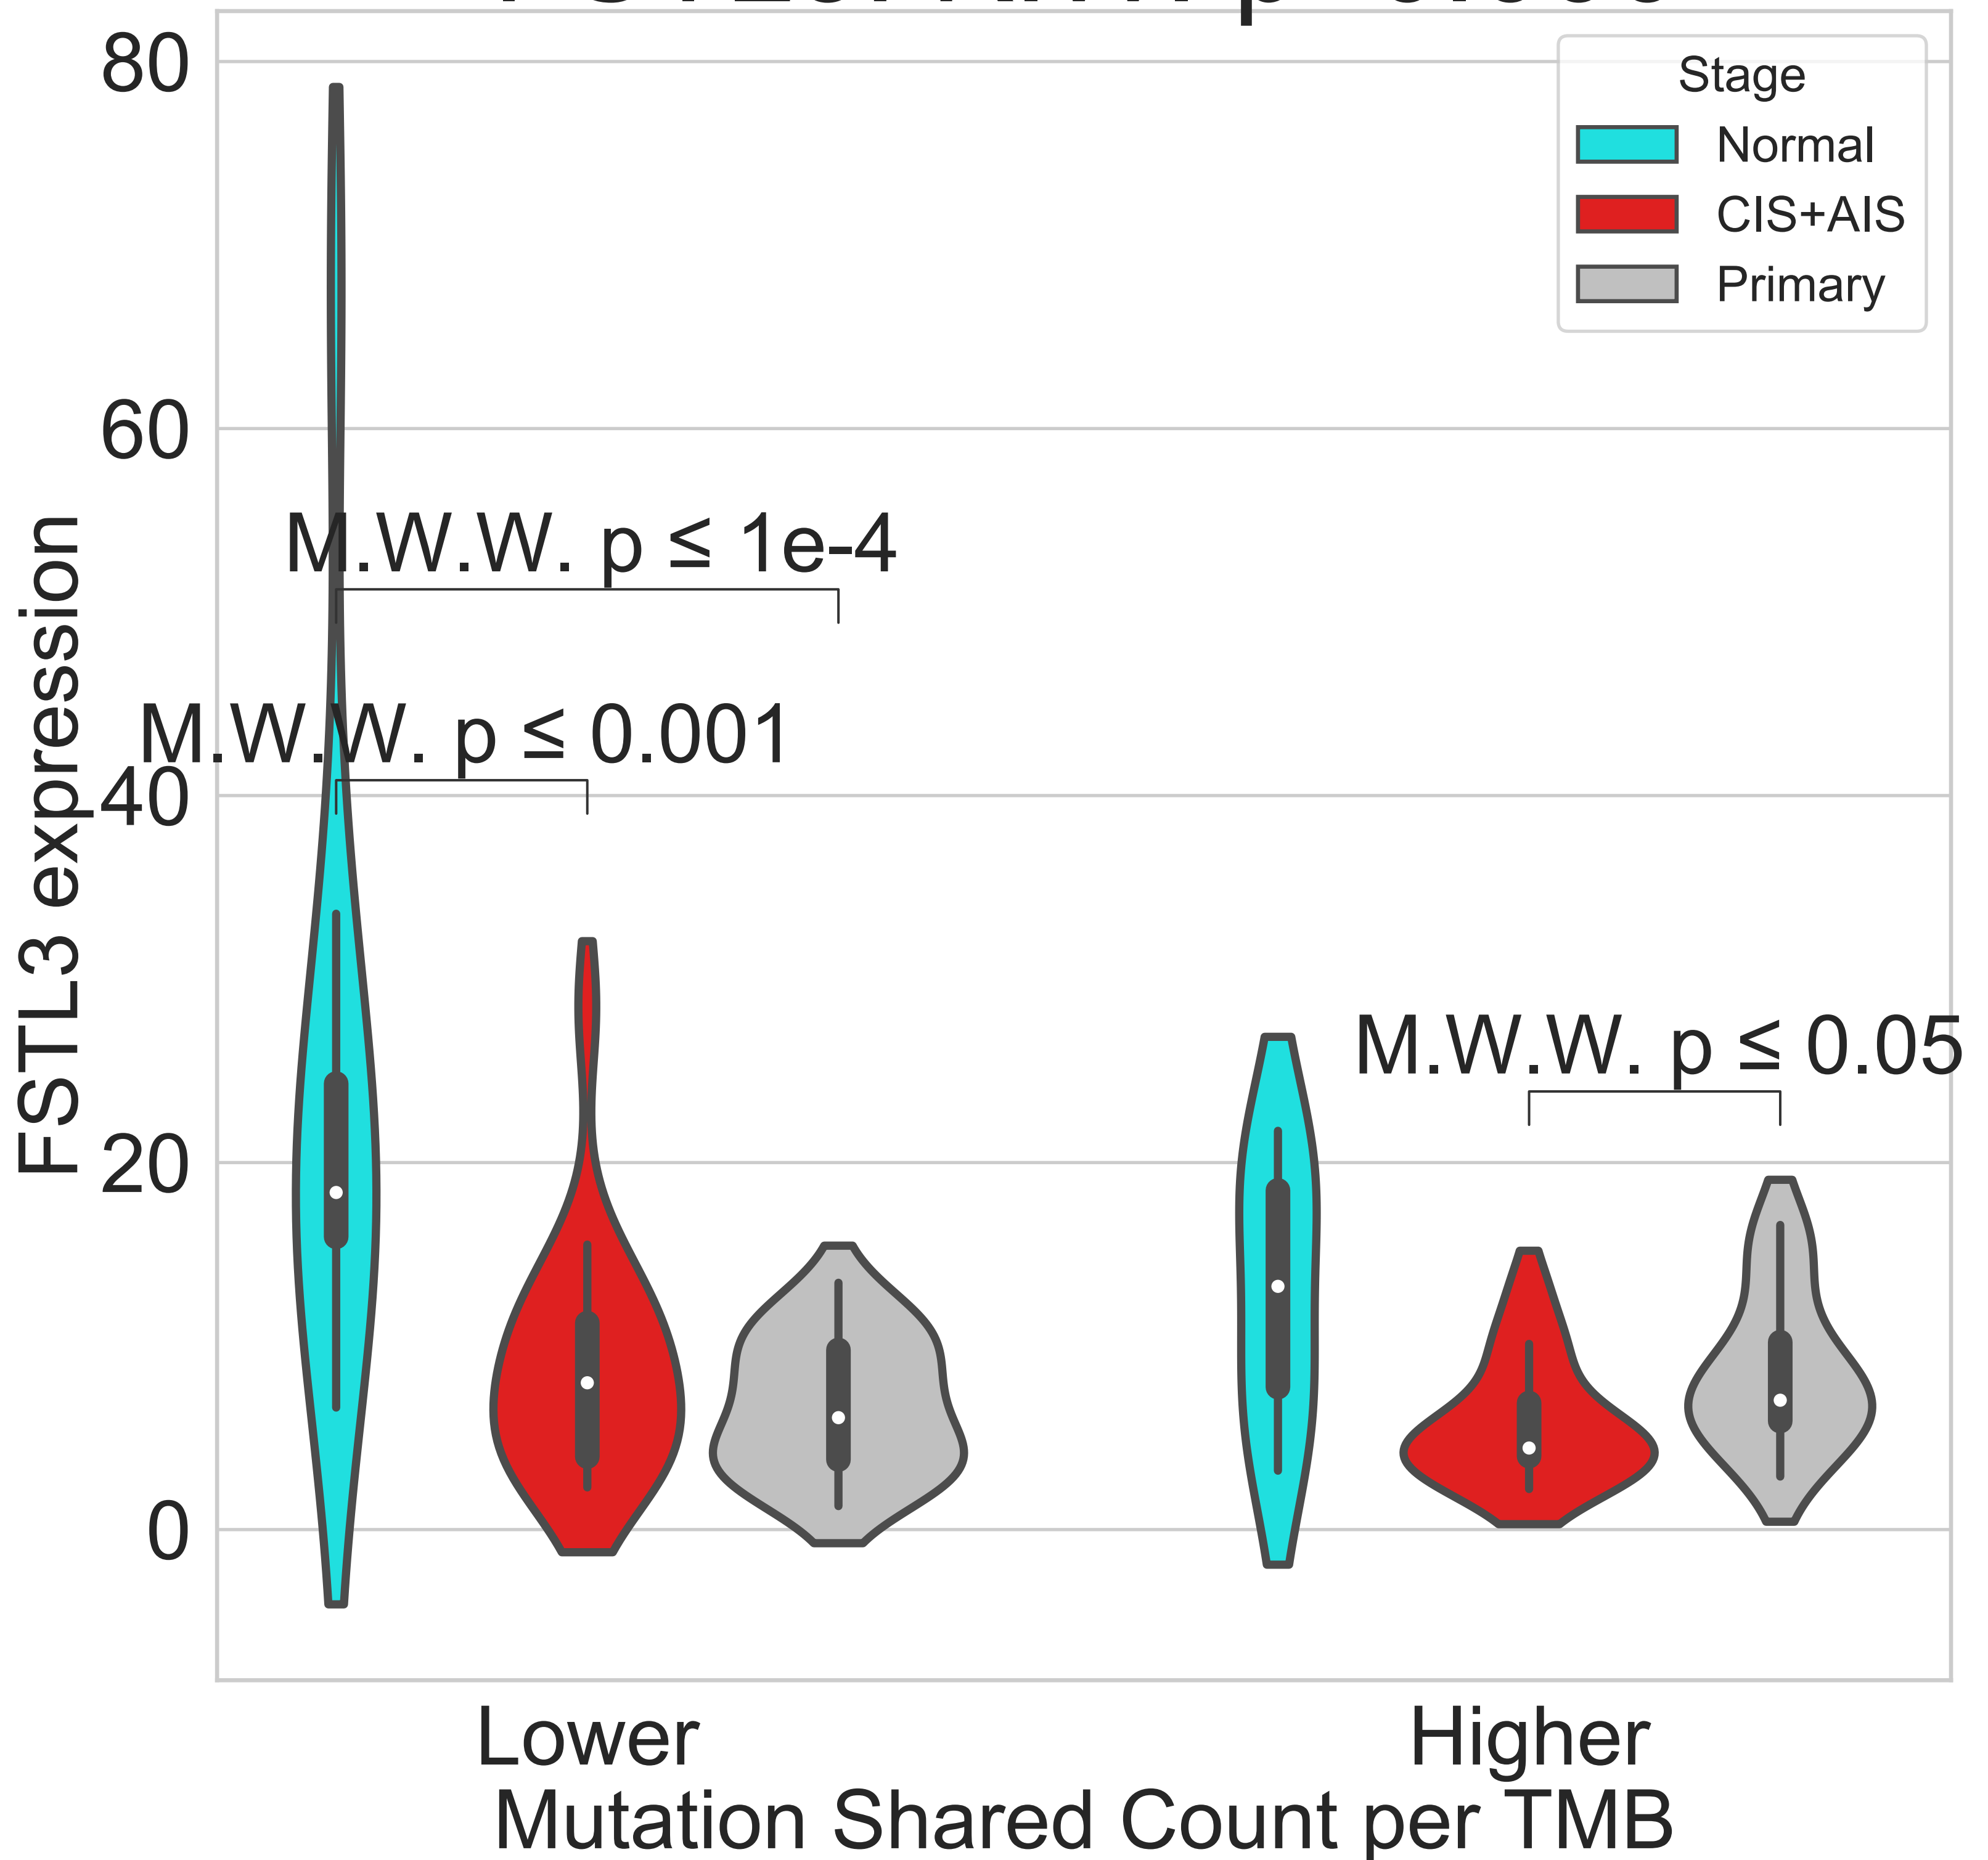 80
60
40
20
0
FSTL3 expression
Stage
Normal
CIS+AIS
Primary
M.W.W. p ≤ 1e-4
M.W.W. p ≤ 0.001
M.W.W. p ≤ 0.05
Lower
Higher
Mutation Shared Count per TMB